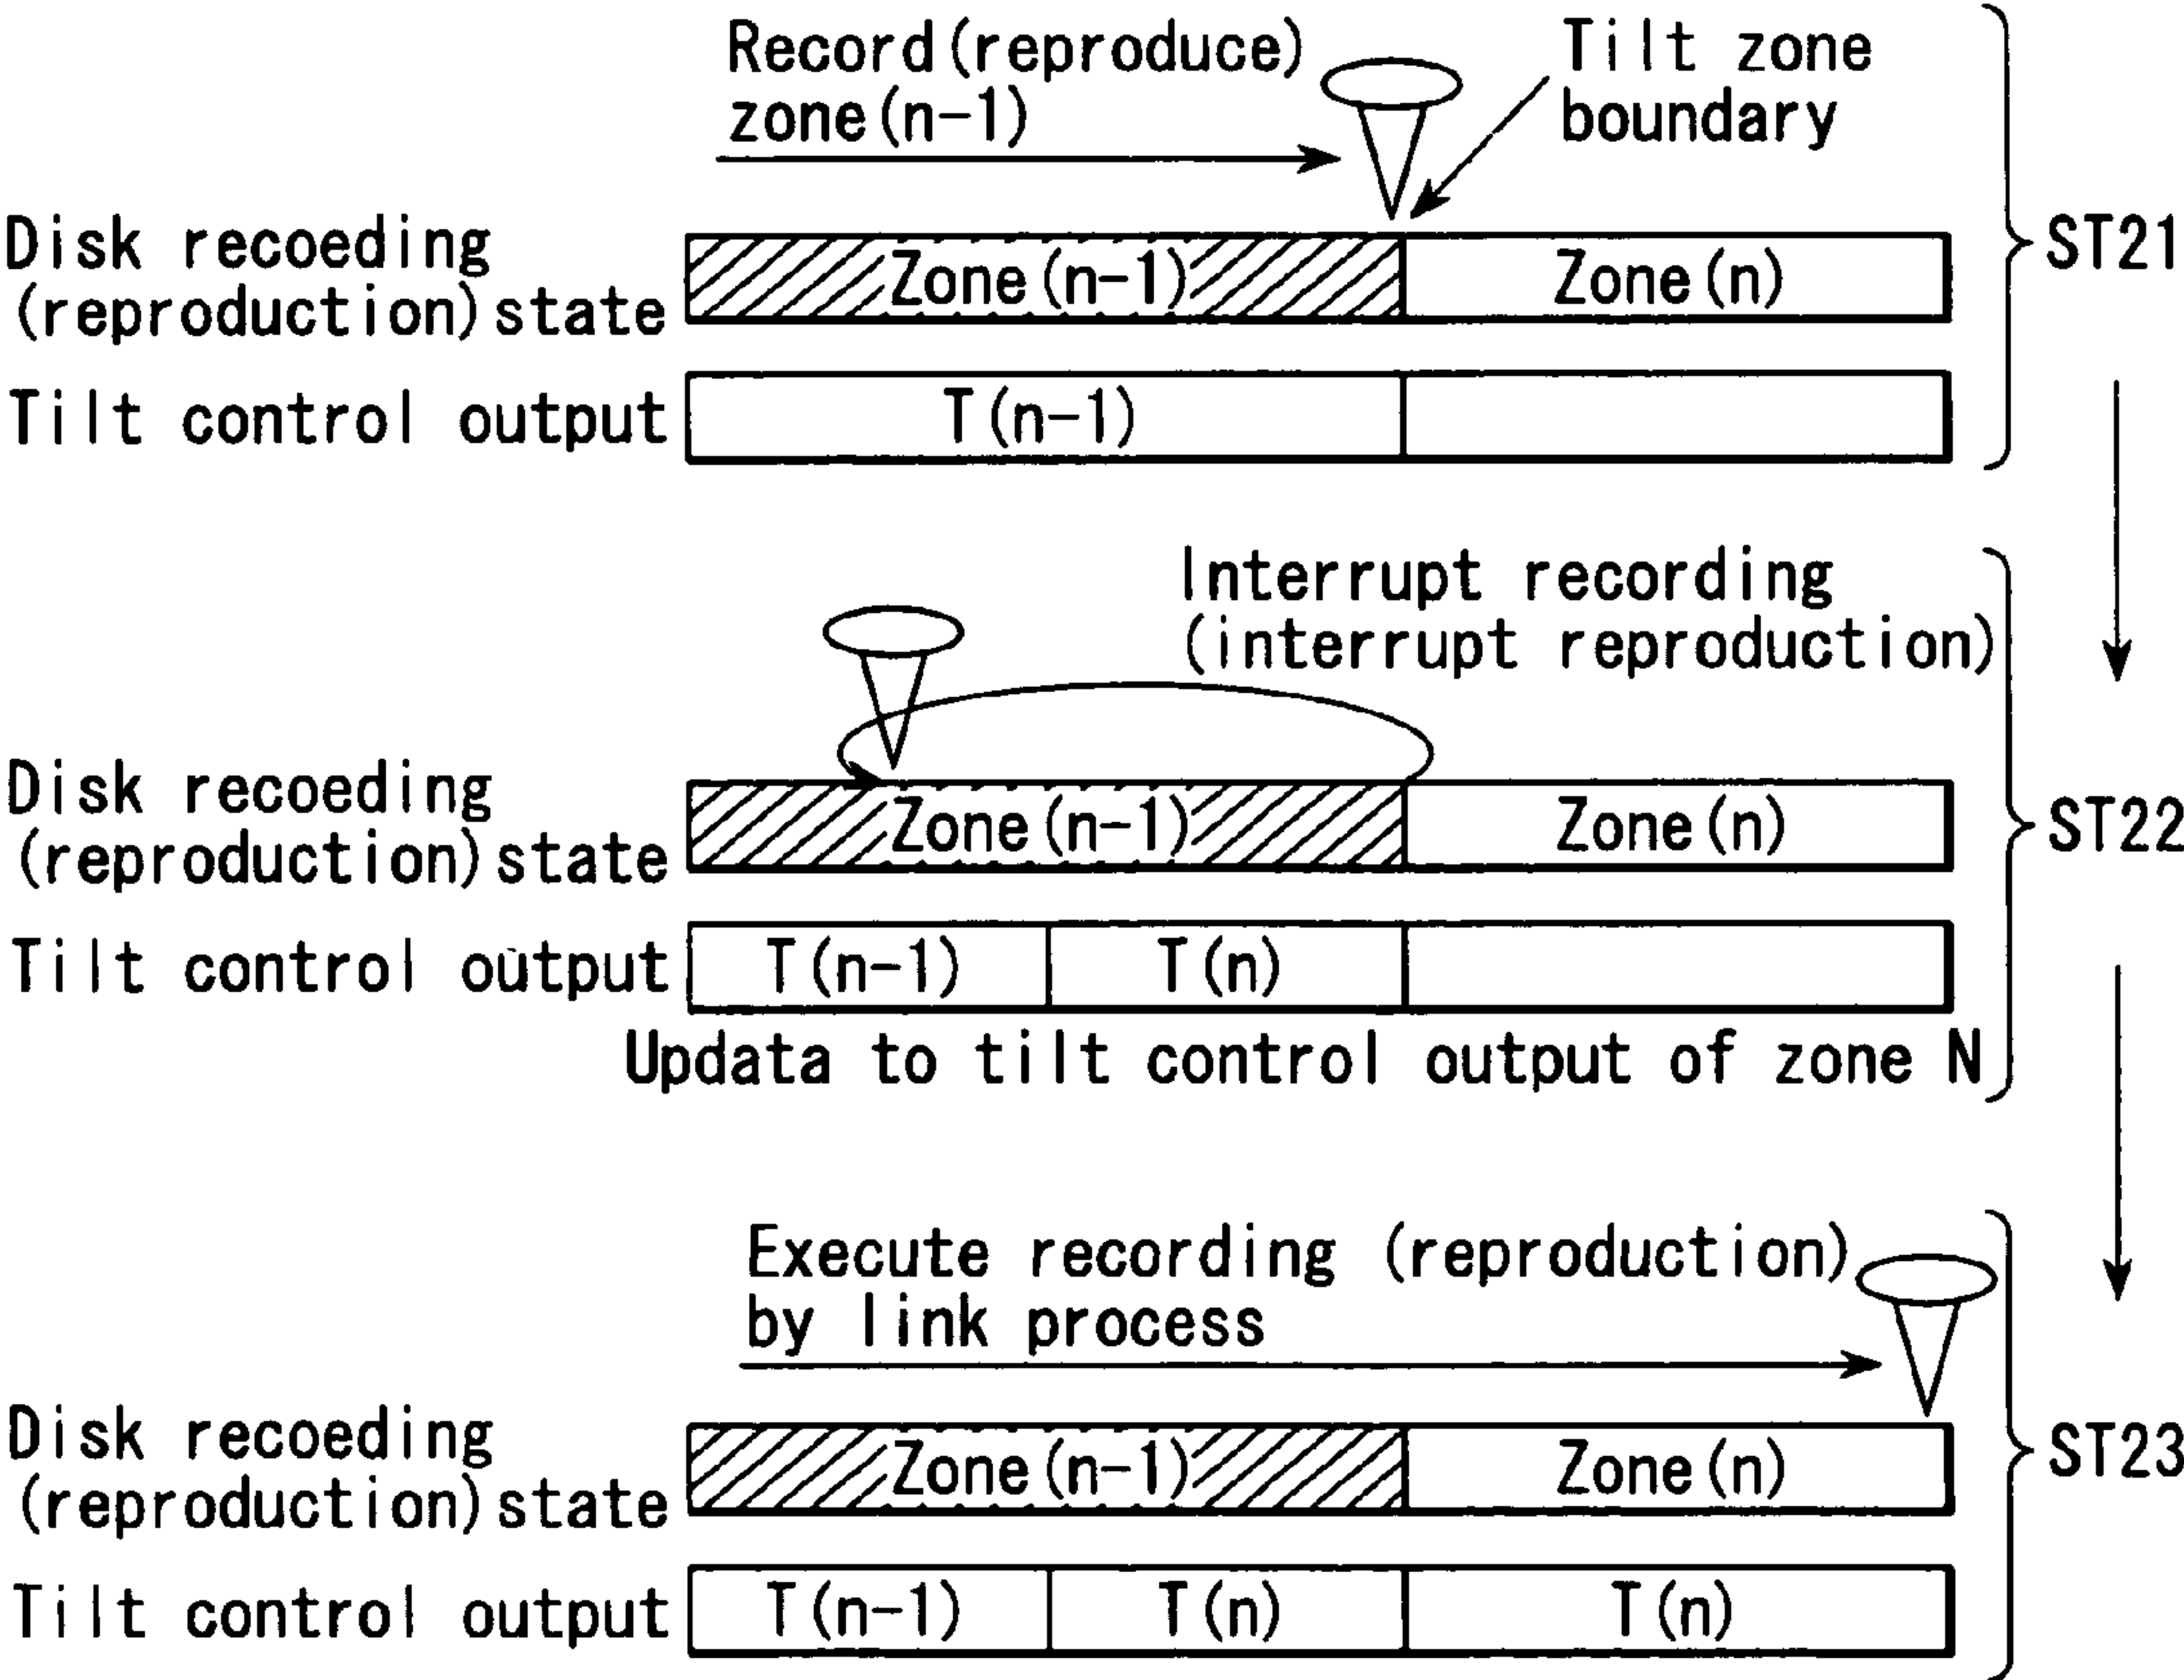 Record(reproduce)
zone(n-1)
Tilt zone
boundary
Disk recoeding
(reproduction)state
Zone(n-1)
Zone(n)
ST21
Tilt control output
T(n-1)
Interrupt recording
(interrupt reproduction)
Disk recoeding
(reproduction)state
Zone(n-1)
Zone(n)
ST22
Tilt control output
T(n-1)
T(n)
Updata to tilt control output of zone N
Execute recording (reproduction)
by link process
Disk recoeding
(reproduction)state
Zone(n-1)
Zone(n)
ST23
Tilt control output
T(n-1)
T(n)
T(n)